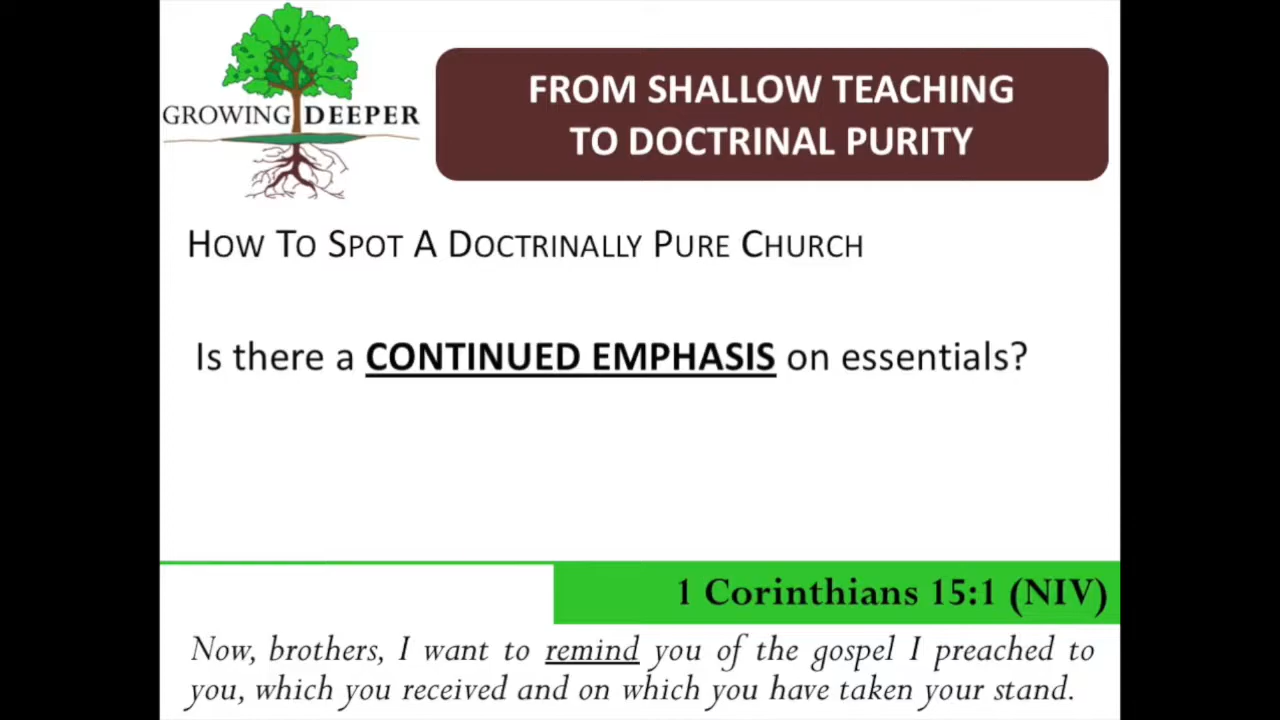 GROWING DEEPER
FROM SHALLOW TEACHING
TO DOCTRINAL PURITY
HOW TO SPOT A DOCTRINALLY PURE CHURCH
Is there a CONTINUED EMPHASIS on essentials?
1 Corinthians 15:1 (NIV)
Now, brothers, I want to remind you of the gospel I preached to
you, which you received and on which you have taken your stand.